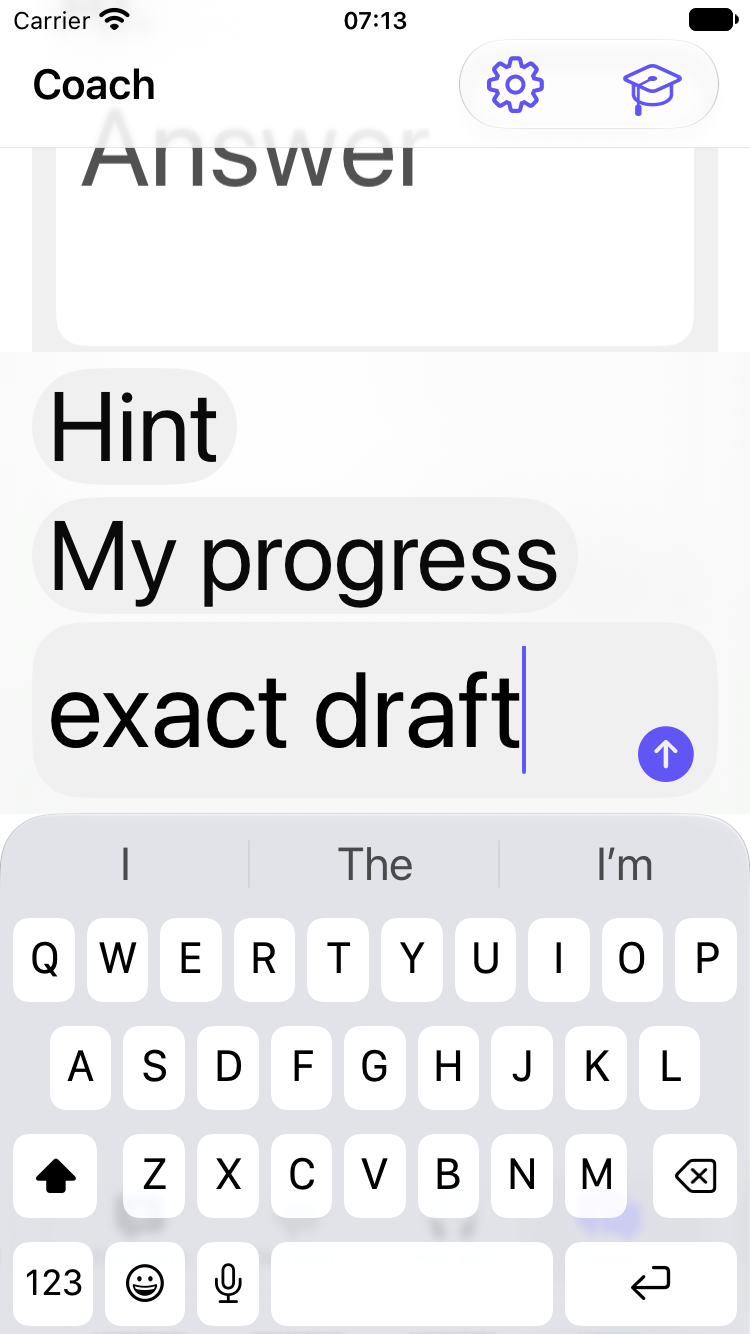 Carrier 07:13
Coach
Answer
Hint
My progress
exact draft
I The I’m
Q W E R T Y U I O P
A S D F G H J K L
Z X C V B N M
123